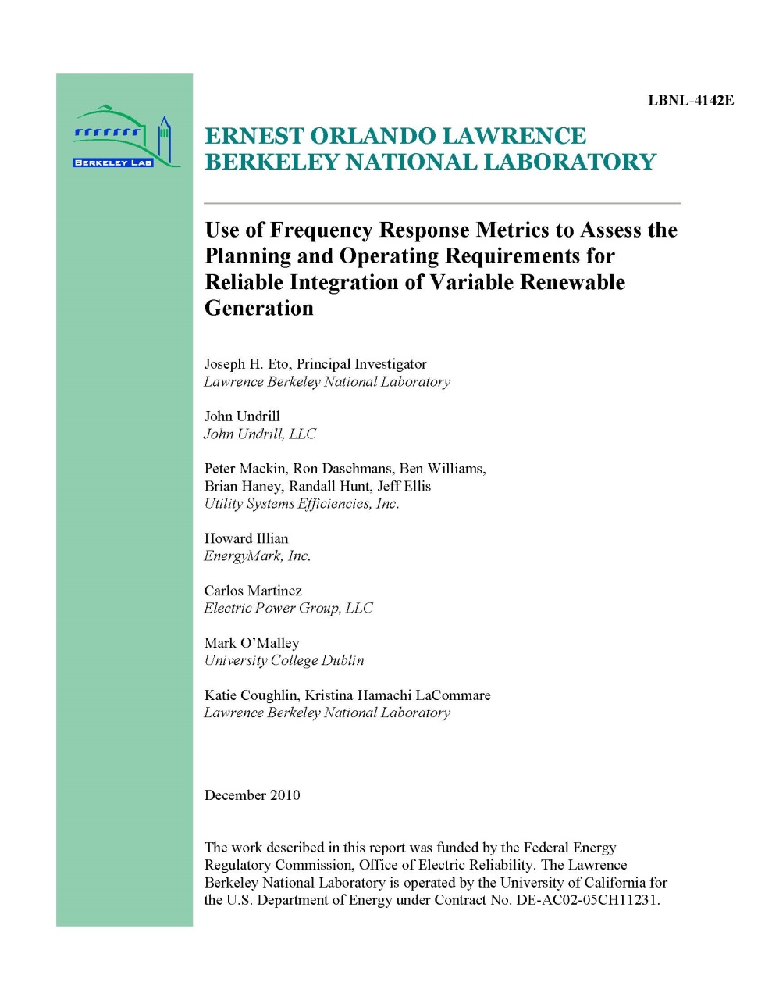 LBNL-4142E
BERKELEY LAB
ERNEST ORLANDO LAWRENCE
BERKELEY NATIONAL LABORATORY
Use of Frequency Response Metrics to Assess the
Planning and Operating Requirements for
Reliable Integration of Variable Renewable
Generation
Joseph H. Eto, Principal Investigator
Lawrence Berkeley National Laboratory
John Undrill
John Undrill, LLC
Peter Mackin, Ron Daschmans, Ben Williams,
Brian Haney, Randall Hunt, Jeff Ellis
Utility Systems Efficiencies, Inc.
Howard Illian
EnergyMark, Inc.
Carlos Martinez
Electric Power Group, LLC
Mark O’Malley
University College Dublin
Katie Coughlin, Kristina Hamachi LaCommare
Lawrence Berkeley National Laboratory
December 2010
The work described in this report was funded by the Federal Energy
Regulatory Commission, Office of Electric Reliability. The Lawrence
Berkeley National Laboratory is operated by the University of California for
the U.S. Department of Energy under Contract No. DE-AC02-05CH11231.